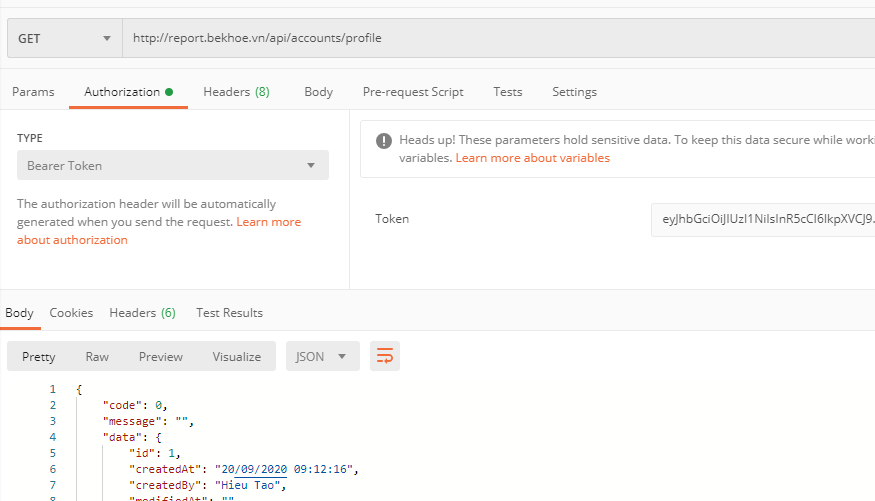 GET http://report.bekhoe.vn/api/accounts/profile
Params Authorization Headers (8) Body Pre-request Script Tests Settings
TYPE
Bearer Token
The authorization header will be automatically
generated when you send the request. Learn more
about authorization
Heads up! These parameters hold sensitive data. To keep this data secure while
variables. Learn more about variables
Token eyJhbGciOiJIUzI1NiIsInR5cCI6IkpXVCJ9.
Body Cookies Headers (6) Test Results
Pretty Raw Preview Visualize JSON
1 {
2 "code": 0,
3 "message": "",
4 "data": {
5 "id": 1,
6 "createdAt": "20/09/2020 09:12:16",
7 "createdBy": "Hieu Tao",
8 "modifiedAt": ""